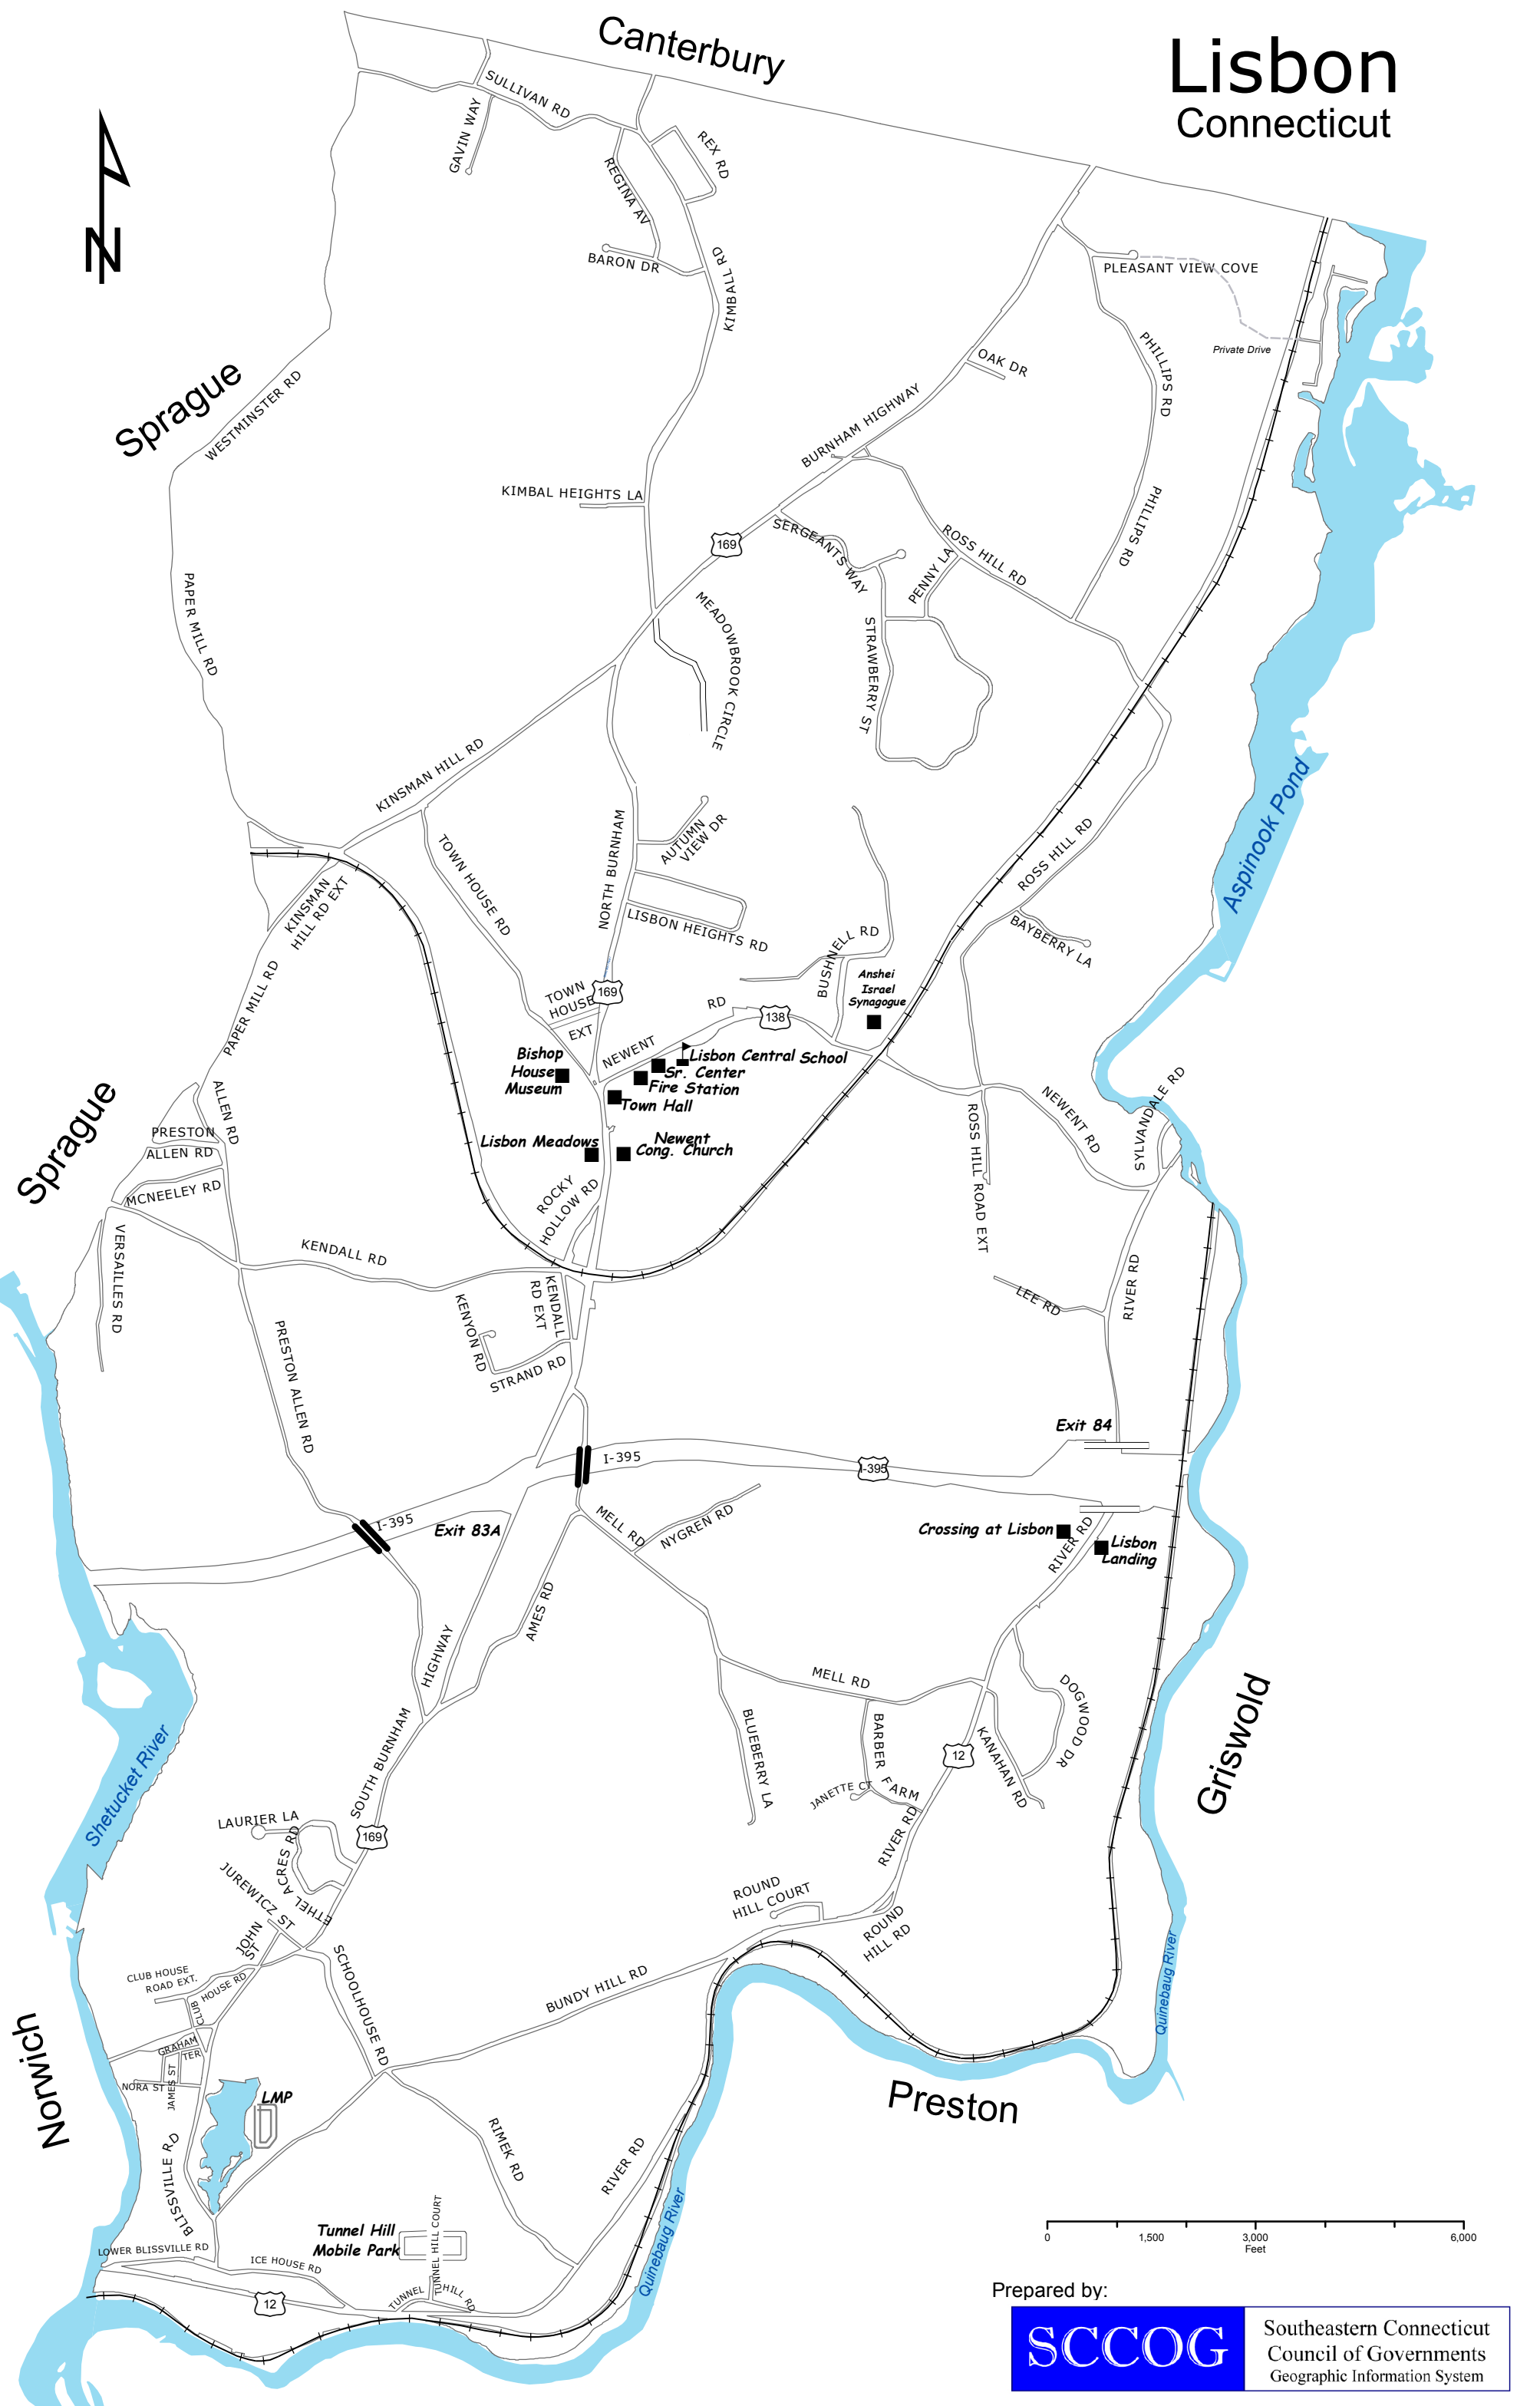 Canterbury
Lisbon
Connecticut
SULLIVAN RD
GAVIN WAY
REX RD
REGINA AV
BARON DR
KIMBALL RD
N
PLEASANT VIEW COVE
Private Drive
PHILLIPS RD
OAK DR
Sprague
WESTMINSTER RD
BURNHAM HIGHWAY
KIMBAL HEIGHTS LA
169
SERGEANTS WAY
ROSS HILL RD
PENNY LA
PHILLIPS RD
PAPER MILL RD
MEADOWBROOK CIRCLE
STRAWBERRY ST
KINSMAN HILL RD
Aspinook Pond
TOWN HOUSE RD
NORTH BURNHAM
AUTUMN
VIEW DR
ROSS HILL RD
KINSMAN
HILL RD EXT
LISBON HEIGHTS RD
BUSHNELL RD
BAYBERRY LA
Anshei
Israel
Synagogue
PAPER MILL RD
TOWN
HOUSE
EXT
169
NEWENT
RD
138
Bishop
House
Museum
Lisbon Central School
Sr. Center
Fire Station
Town Hall
ALLEN RD
NEWENT RD
SYLVANDALE RD
Sprague
PRESTON
ALLEN RD
Lisbon Meadows
Newent
Cong. Church
MCNEELEY RD
ROCKY
HOLLOW RD
ROSS HILL ROAD EXT
VERSAILLES RD
KENDALL RD
KENDALL
RD EXT
KENYON RD
STRAND RD
LEE RD
RIVER RD
PRESTON ALLEN RD
Exit 84
I-395
I-395
I-395
Exit 83A
MELL RD
NYGREN RD
Crossing at Lisbon
RIVER RD
Lisbon
Landing
AMES RD
HIGHWAY
MELL RD
DOGWOOD DR
Griswold
SOUTH BURNHAM
BLUEBERRY LA
BARBER
FARM
JANETTE CT
12
KANAHAN RD
Shetucket River
LAURIER LA
169
ETHEL ACRES RD
RIVER RD
JUREWICZ ST
ROUND
HILL COURT
ROUND
HILL RD
JOHN
ST
CLUB HOUSE
ROAD EXT.
CLUB
HOUSE RD
SCHOOLHOUSE RD
BUNDY HILL RD
Quinebaug River
Norwich
GRAHAM
TER
NORA ST
JAMES ST
LMP
Preston
BLISSVILLE RD
RIMEK RD
RIVER RD
Tunnel Hill
Mobile Park
TUNNEL HILL COURT
LOWER BLISSVILLE RD
ICE HOUSE RD
12
TUNNEL
HILL RD
Quinebaug River
0
1,500
3,000
6,000
Feet
Prepared by:
SCCOG
Southeastern Connecticut
Council of Governments
Geographic Information System